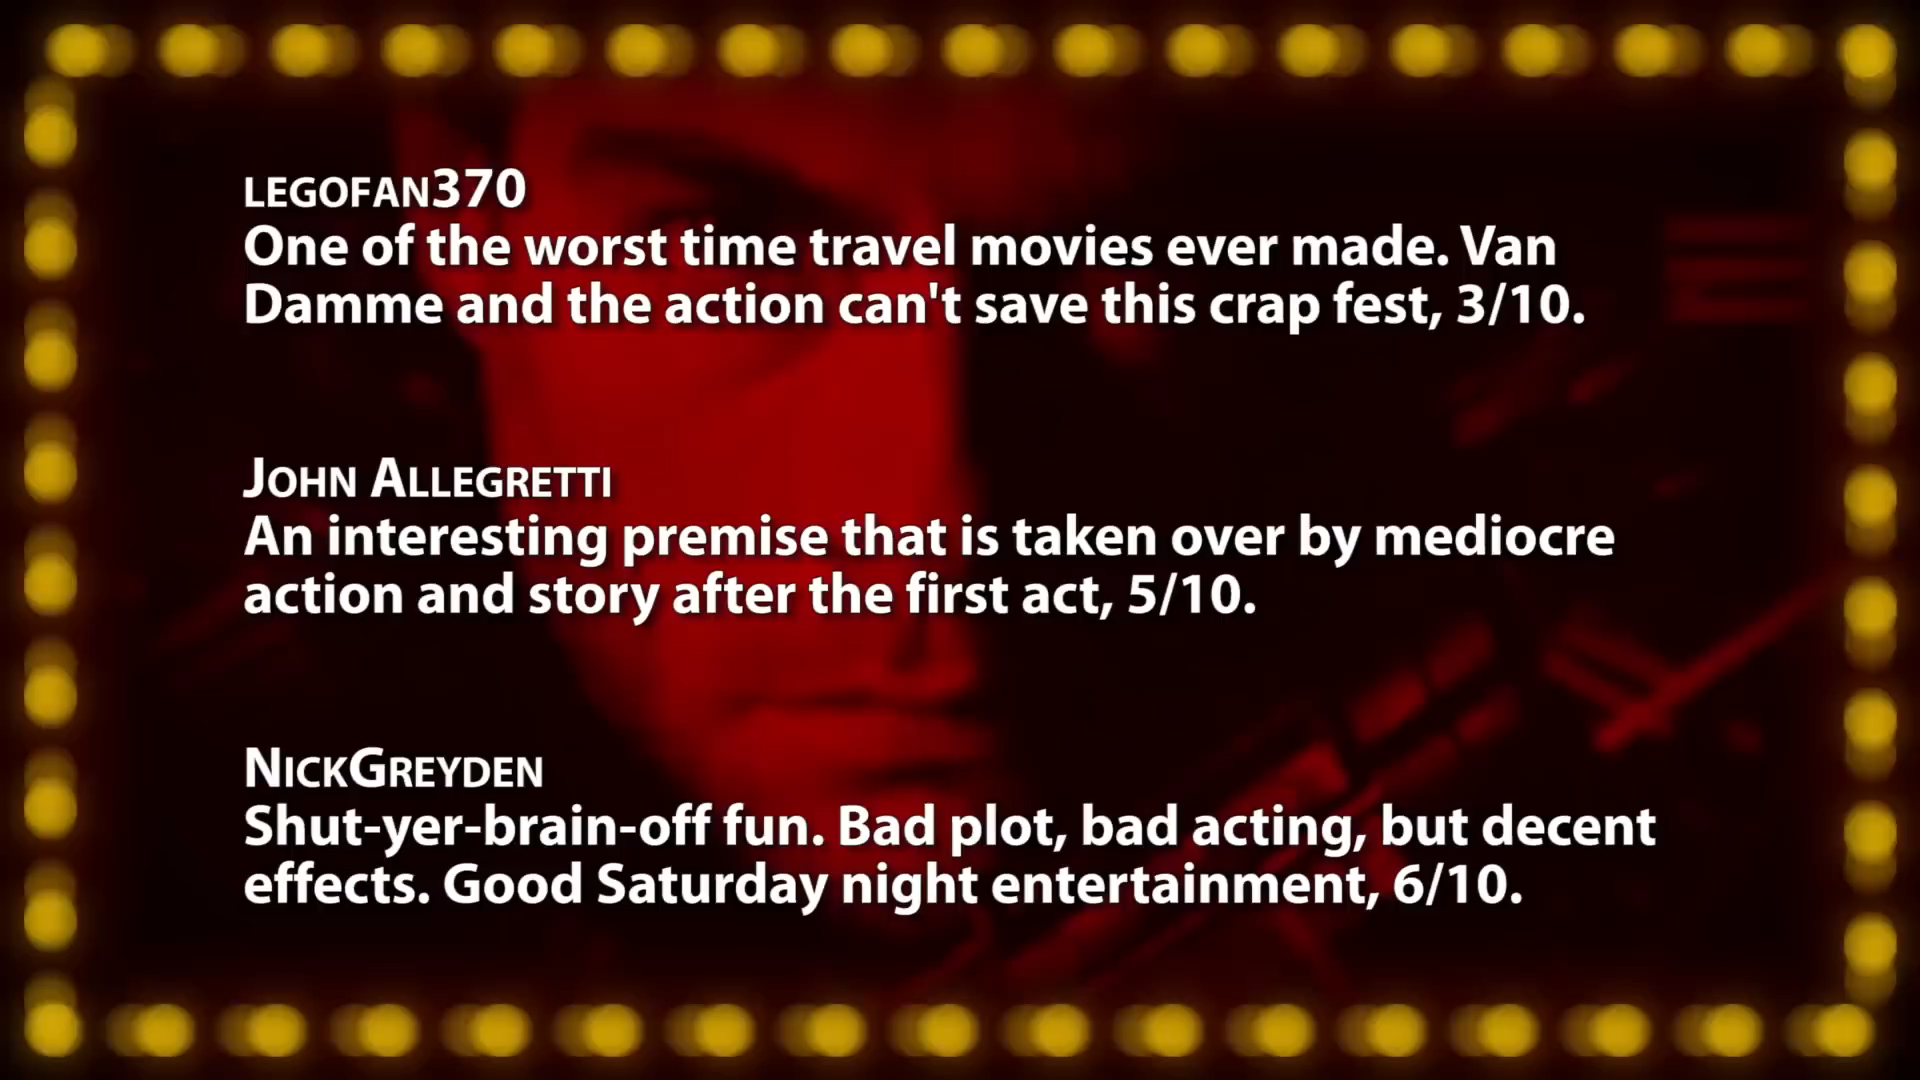 LEGOFAN370
One of the worst time travel movies ever made. Van
Damme and the action can't save this crap fest, 3/10.
John Allegretti
An interesting premise that is taken over by mediocre
action and story after the first act, 5/10.
NickGreyden
Shut-yer-brain-off fun. Bad plot, bad acting, but decent
effects. Good Saturday night entertainment, 6/10.